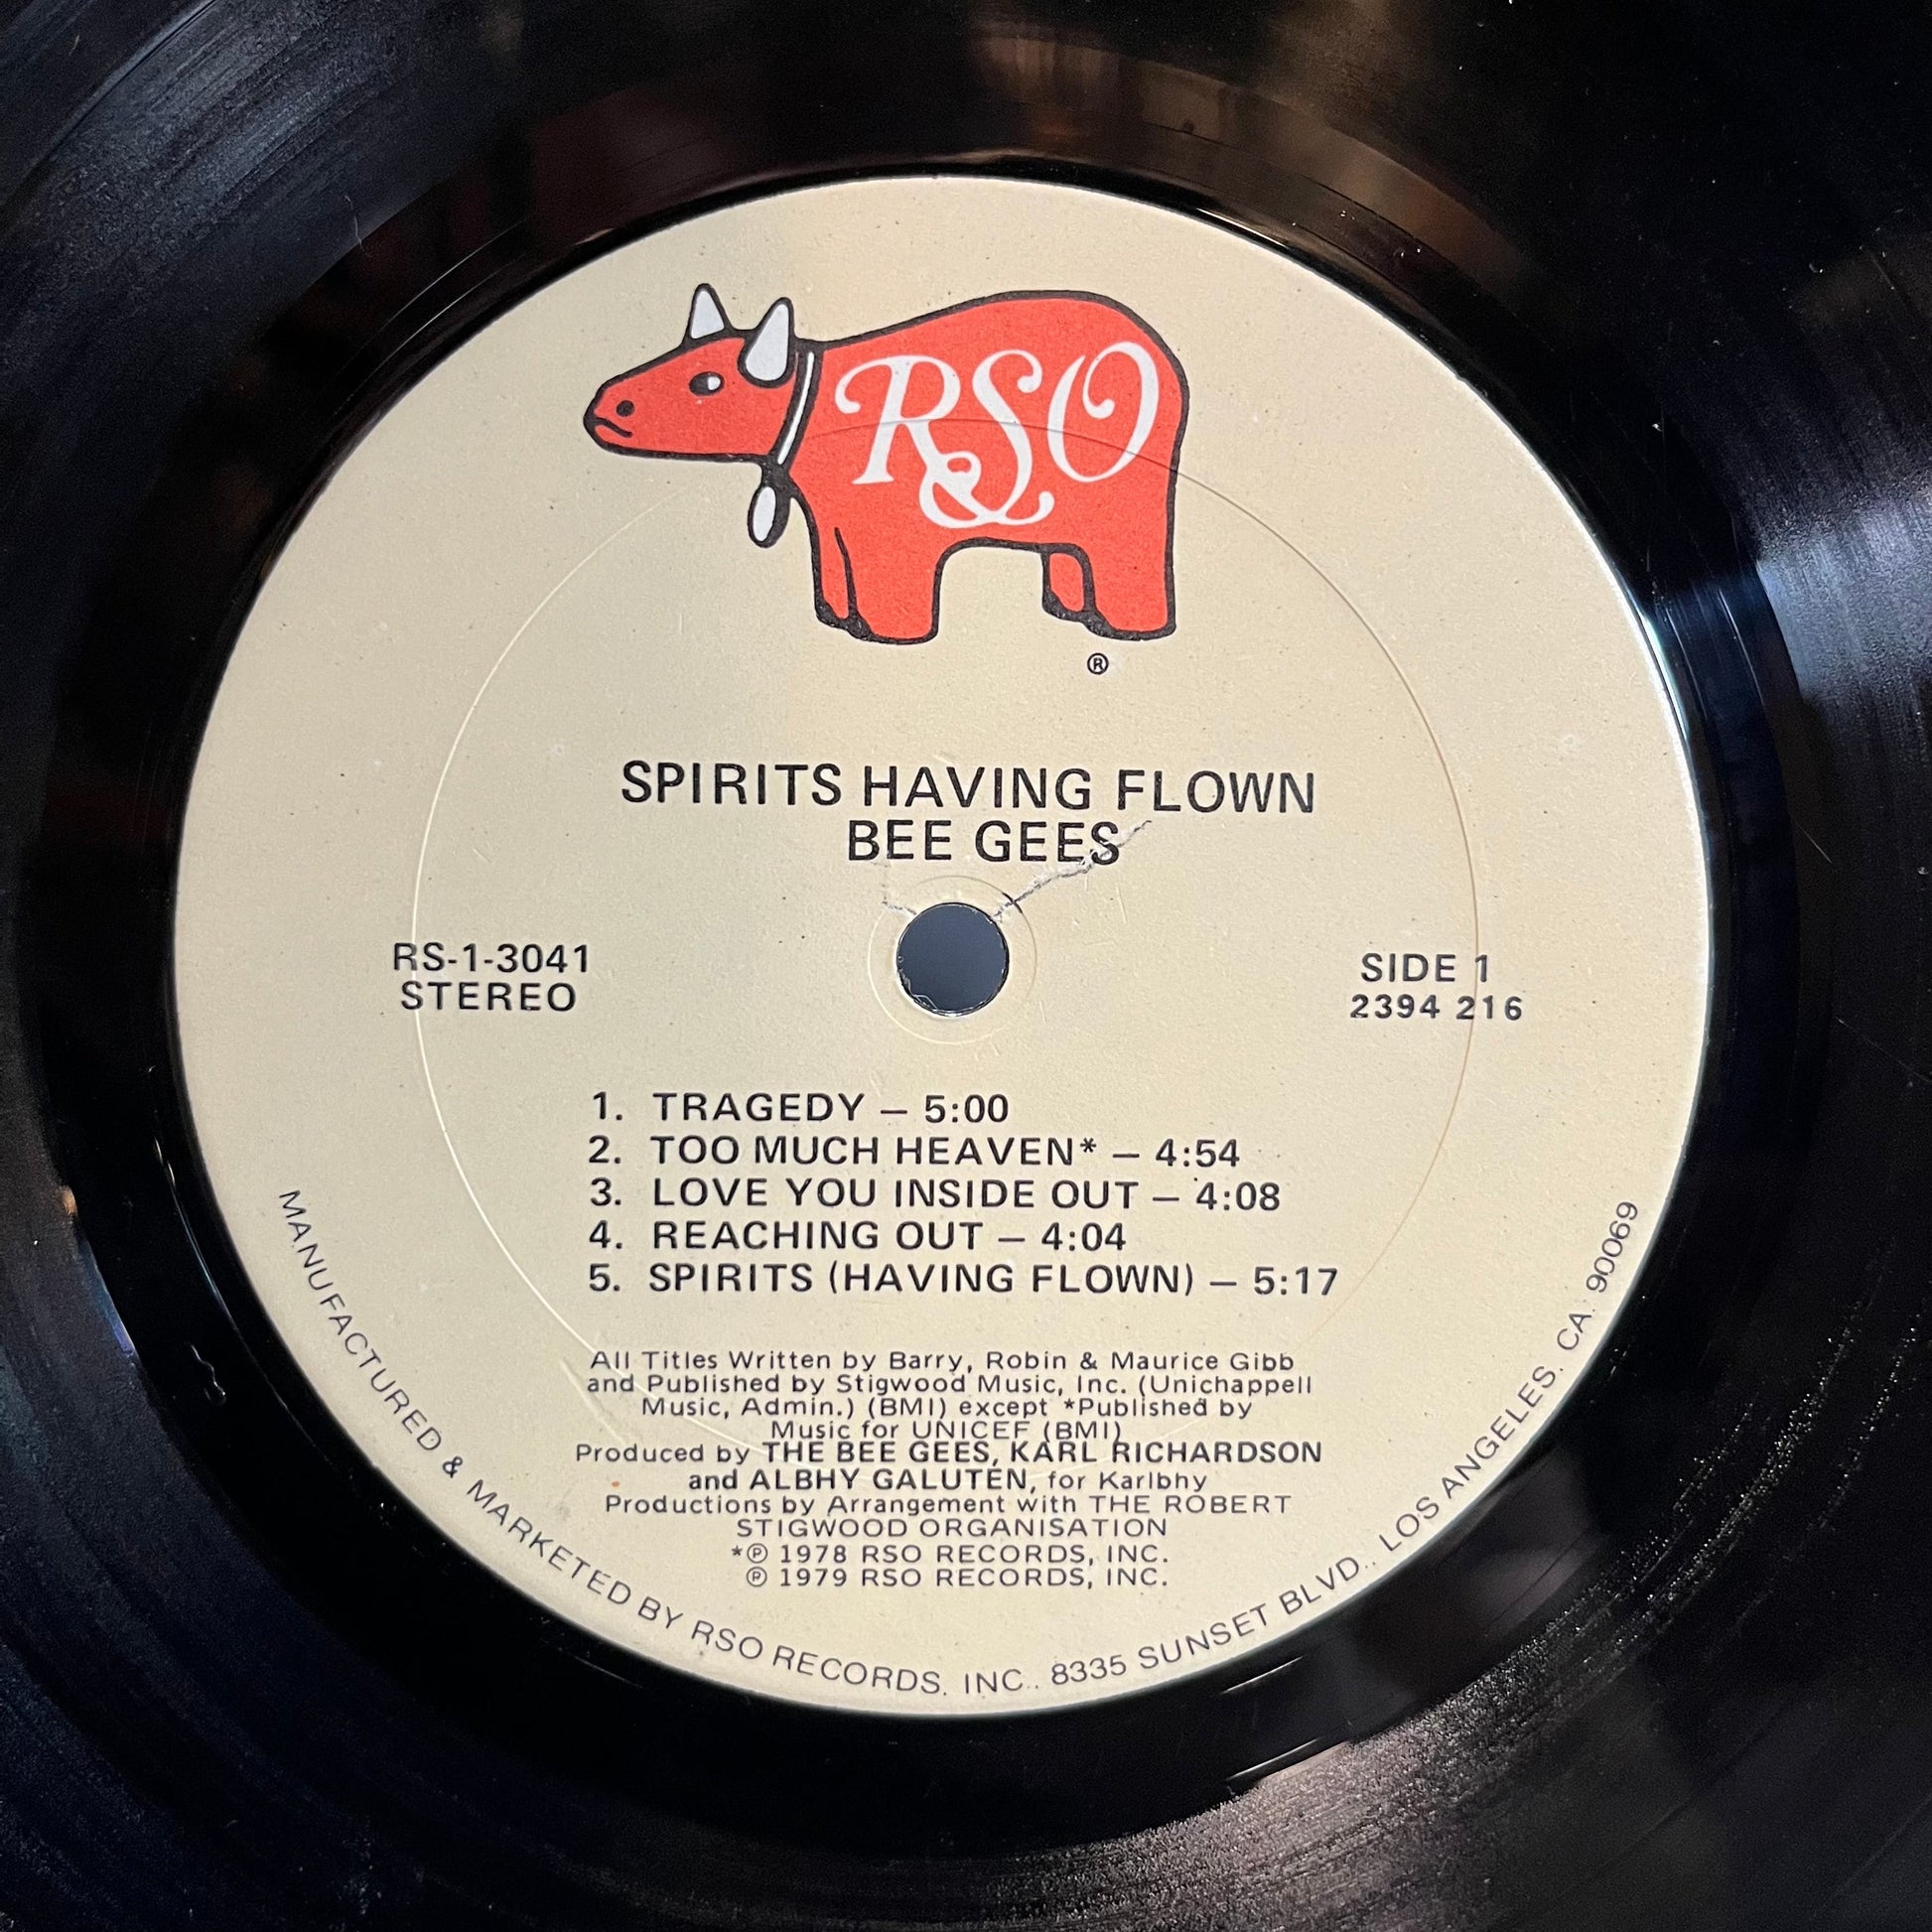 RSO
®
SPIRITS HAVING FLOWN
BEE GEES
RS-1-3041
STEREO
SIDE 1
2394 216
1. TRAGEDY — 5:00
2. TOO MUCH HEAVEN* — 4:54
3. LOVE YOU INSIDE OUT — 4:08
4. REACHING OUT — 4:04
5. SPIRITS (HAVING FLOWN) — 5:17
All Titles Written by Barry, Robin & Maurice Gibb
and Published by Stigwood Music, Inc. (Unichappell
Music, Admin.) (BMI) except *Published by
Music for UNICEF (BMI)
Produced by THE BEE GEES, KARL RICHARDSON
and ALBHY GALUTEN, for Karlbhy
Productions by Arrangement with THE ROBERT
STIGWOOD ORGANISATION
*℗ 1978 RSO RECORDS, INC.
℗ 1979 RSO RECORDS, INC.
MANUFACTURED & MARKETED BY RSO RECORDS, INC., 8335 SUNSET BLVD., LOS ANGELES, CA. 90069